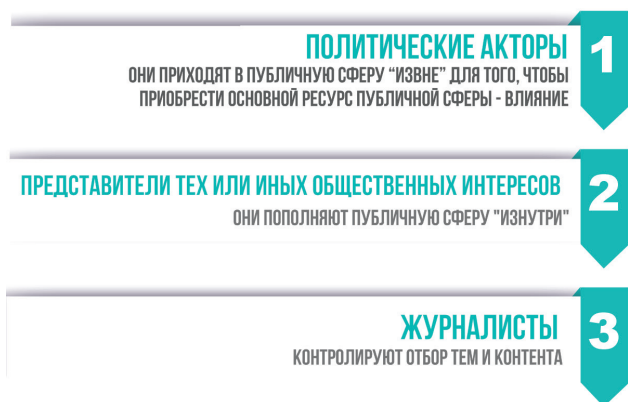 ПОЛИТИЧЕСКИЕ АКТОРЫ
1
ОНИ ПРИХОДЯТ В ПУБЛИЧНУЮ СФЕРУ “ИЗВНЕ” ДЛЯ ТОГО, ЧТОБЫ
ПРИОБРЕСТИ ОСНОВНОЙ РЕСУРС ПУБЛИЧНОЙ СФЕРЫ - ВЛИЯНИЕ
ПРЕДСТАВИТЕЛИ ТЕХ ИЛИ ИНЫХ ОБЩЕСТВЕННЫХ ИНТЕРЕСОВ
2
ОНИ ПОПОЛНЯЮТ ПУБЛИЧНУЮ СФЕРУ "ИЗНУТРИ"
ЖУРНАЛИСТЫ
3
КОНТРОЛИРУЮТ ОТБОР ТЕМ И КОНТЕНТА